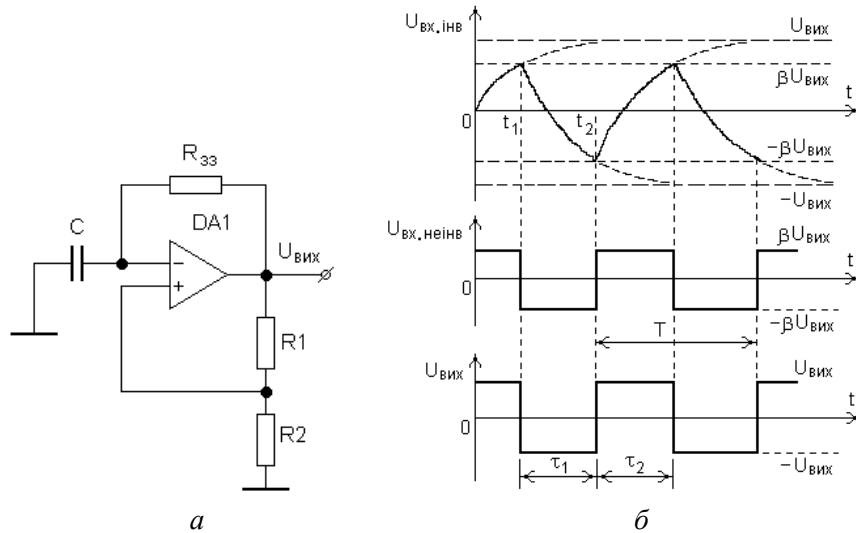 R₃₃
C
DA1
−
+
Uвих
R1
R2
а
Uвх.інв
Uвих
βUвих
t
0
t₁
t₂
−βUвих
−Uвих
Uвх.неінв
βUвих
t
0
−βUвих
T
Uвих
Uвих
t
0
−Uвих
τ₁
τ₂
б